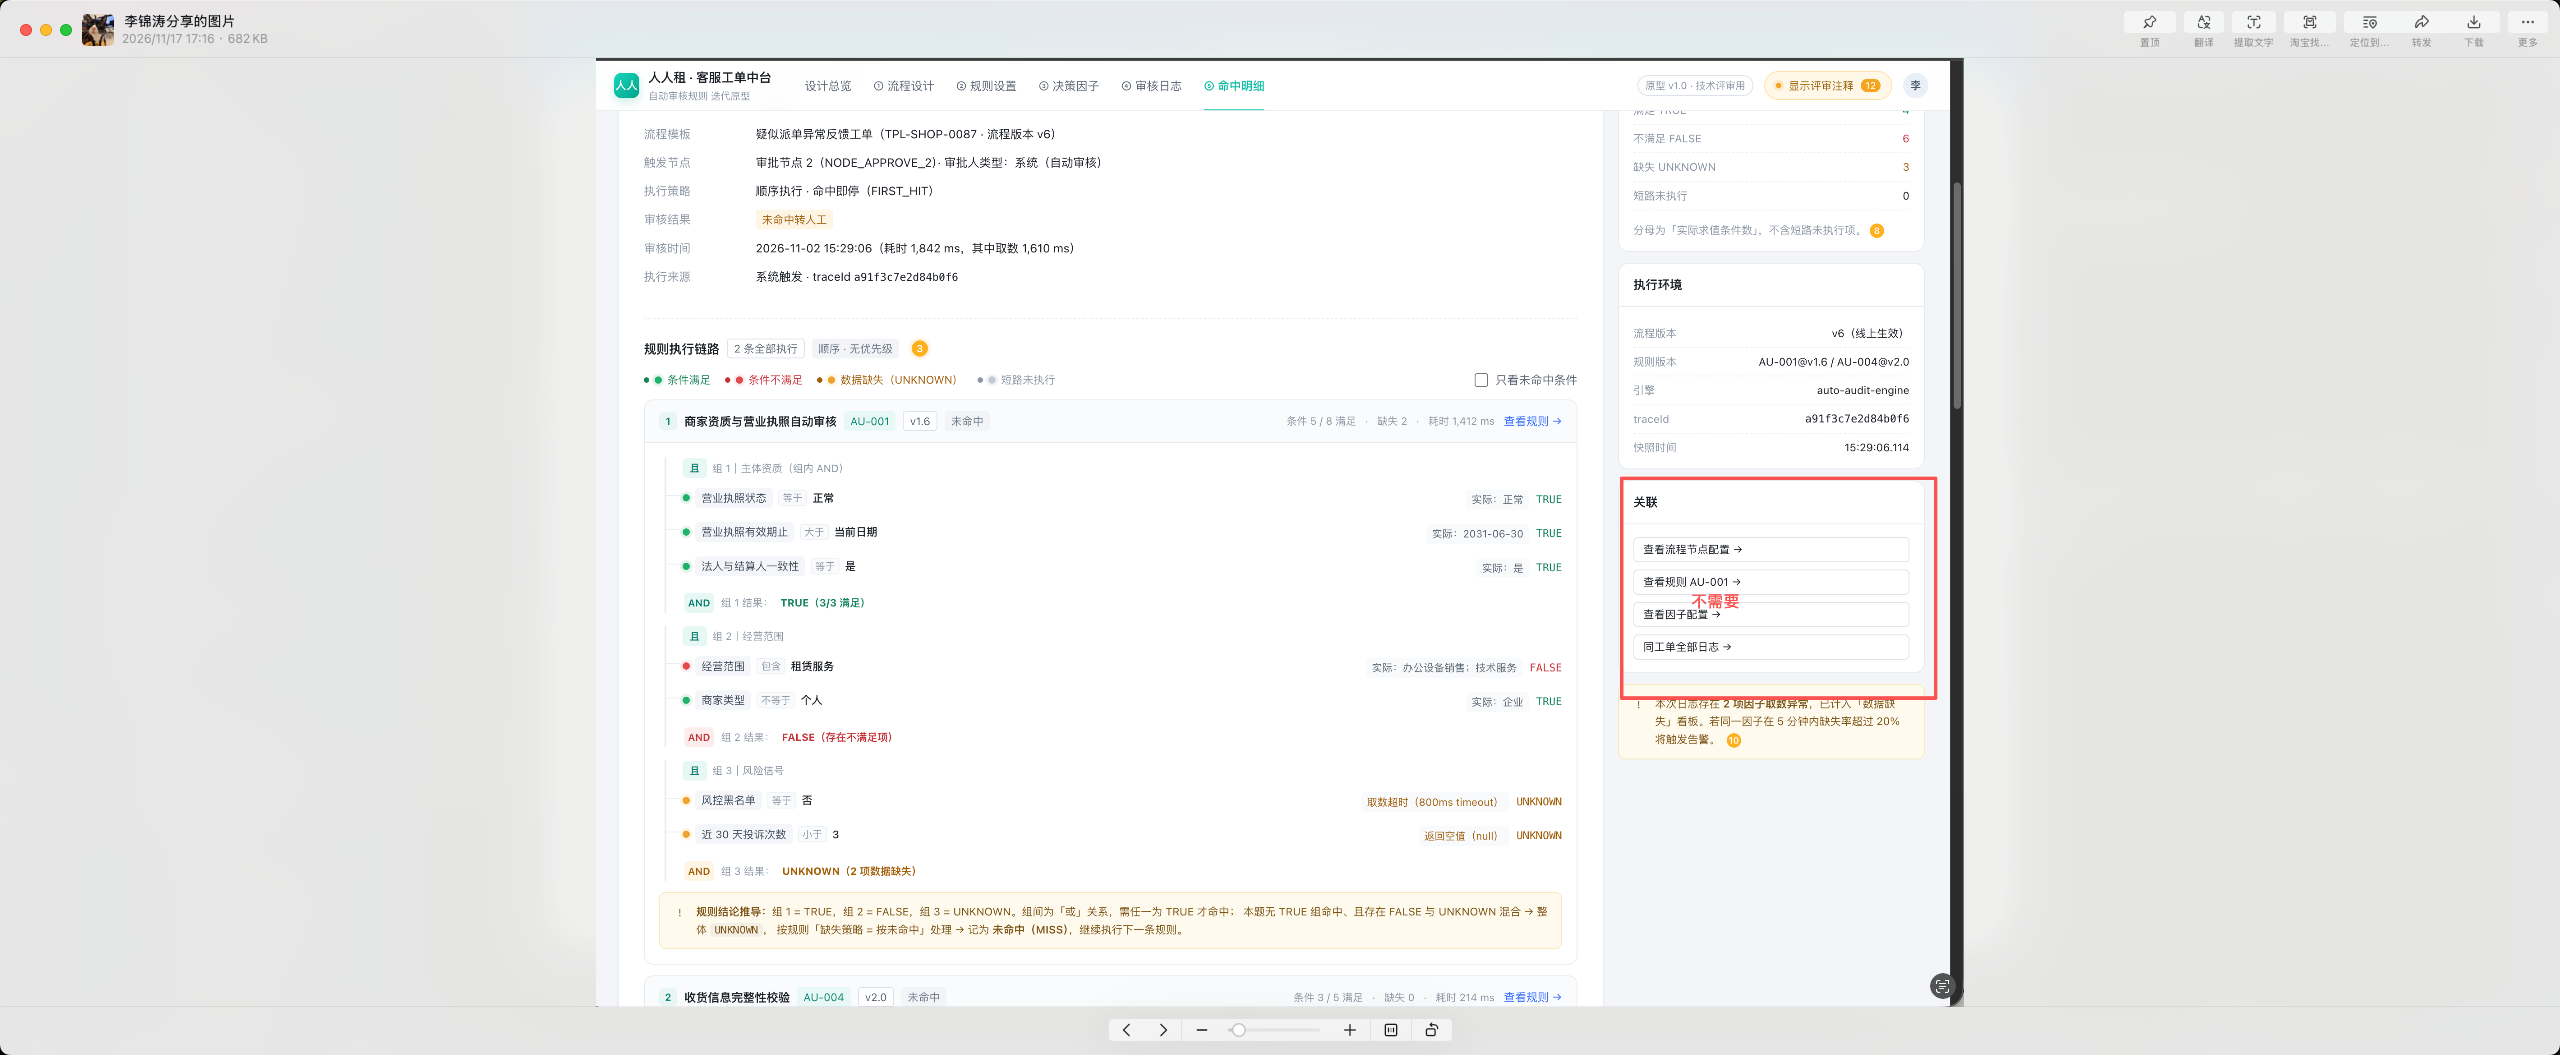 李锦涛分享的图片
2026/11/17 17:16 · 682 KB
置顶
翻译
提取文字
淘宝找...
定位到...
转发
下载
更多
人人
人人租 · 客服工单中台
自动审核规则 迭代原型
设计总览
① 流程设计
② 规则设置
③ 决策因子
④ 审核日志
⑤ 命中明细
原型 v1.0 · 技术评审用
显示评审注释 12
李
流程模板 疑似派单异常反馈工单（TPL-SHOP-0087 · 流程版本 v6）
触发节点 审批节点 2（NODE_APPROVE_2）· 审批人类型：系统（自动审核）
执行策略 顺序执行 · 命中即停（FIRST_HIT）
审核结果 未命中转人工
审核时间 2026-11-02 15:29:06（耗时 1,842 ms，其中取数 1,610 ms）
执行来源 系统触发 · traceId a91f3c7e2d84b0f6
规则执行链路 2 条全部执行 顺序 · 无优先级 3
条件满足 条件不满足 数据缺失（UNKNOWN） 短路未执行 只看未命中条件
1 商家资质与营业执照自动审核 AU-001 v1.6 未命中 条件 5 / 8 满足 · 缺失 2 · 耗时 1,412 ms 查看规则 →
且 组 1 | 主体资质（组内 AND）
营业执照状态 等于 正常 实际：正常 TRUE
营业执照有效期止 大于 当前日期 实际：2031-06-30 TRUE
法人与结算人一致性 等于 是 实际：是 TRUE
AND 组 1 结果： TRUE（3/3 满足）
且 组 2 | 经营范围
经营范围 包含 租赁服务 实际：办公设备销售；技术服务 FALSE
商家类型 不等于 个人 实际：企业 TRUE
AND 组 2 结果： FALSE（存在不满足项）
且 组 3 | 风险信号
风控黑名单 等于 否 取数超时（800ms timeout） UNKNOWN
近 30 天投诉次数 小于 3 返回空值（null） UNKNOWN
AND 组 3 结果： UNKNOWN（2 项数据缺失）
! 规则结论推导：组 1 = TRUE，组 2 = FALSE，组 3 = UNKNOWN。组间为「或」关系，需任一为 TRUE 才命中； 本题无 TRUE 组命中、且存在 FALSE 与 UNKNOWN 混合 → 整
体 UNKNOWN， 按规则「缺失策略 = 按未命中」处理 → 记为 未命中（MISS），继续执行下一条规则。
2 收货信息完整性校验 AU-004 v2.0 未命中 条件 3 / 5 满足 · 缺失 0 · 耗时 214 ms 查看规则 →
满足 TRUE 4
不满足 FALSE 6
缺失 UNKNOWN 3
短路未执行 0
分母为「实际求值条件数」，不含短路未执行项。 8
执行环境
流程版本 v6（线上生效）
规则版本 AU-001@v1.6 / AU-004@v2.0
引擎 auto-audit-engine
traceId a91f3c7e2d84b0f6
快照时间 15:29:06.114
关联
查看流程节点配置 →
查看规则 AU-001 →
不需要
查看因子配置 →
同工单全部日志 →
! 本次日志存在 2 项因子取数异常，已计入「数据缺
失」看板。若同一因子在 5 分钟内缺失率超过 20%
将触发告警。 10